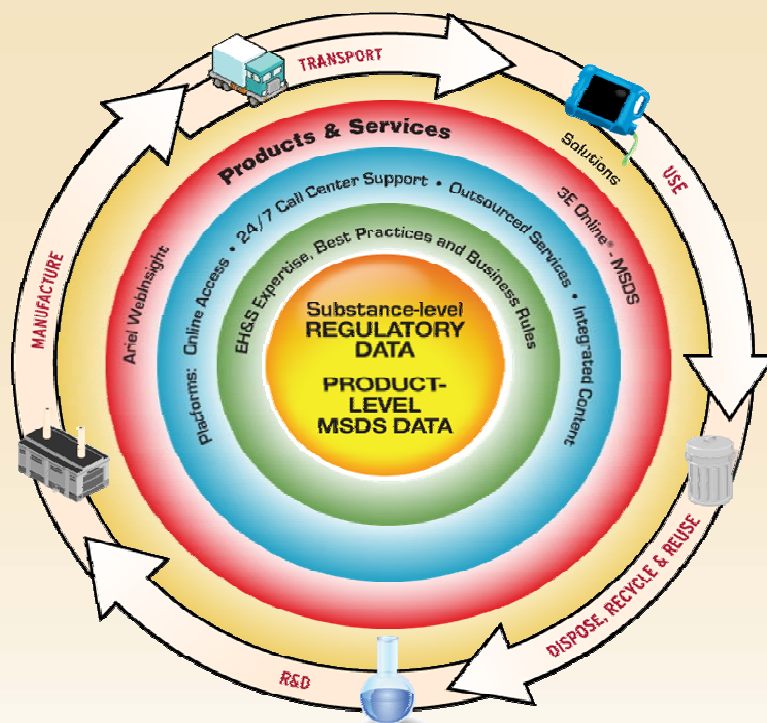 TRANSPORT
USE
DISPOSE, RECYCLE & REUSE
R&D
MANUFACTURE
Solutions
Products & Services
Ariel WebInsight
3E Online® - MSDS
Platforms: Online Access • 24/7 Call Center Support • Outsourced Services • Integrated Content
EH&S Expertise, Best Practices and Business Rules
Substance-level
REGULATORY
DATA
PRODUCT-
LEVEL
MSDS DATA